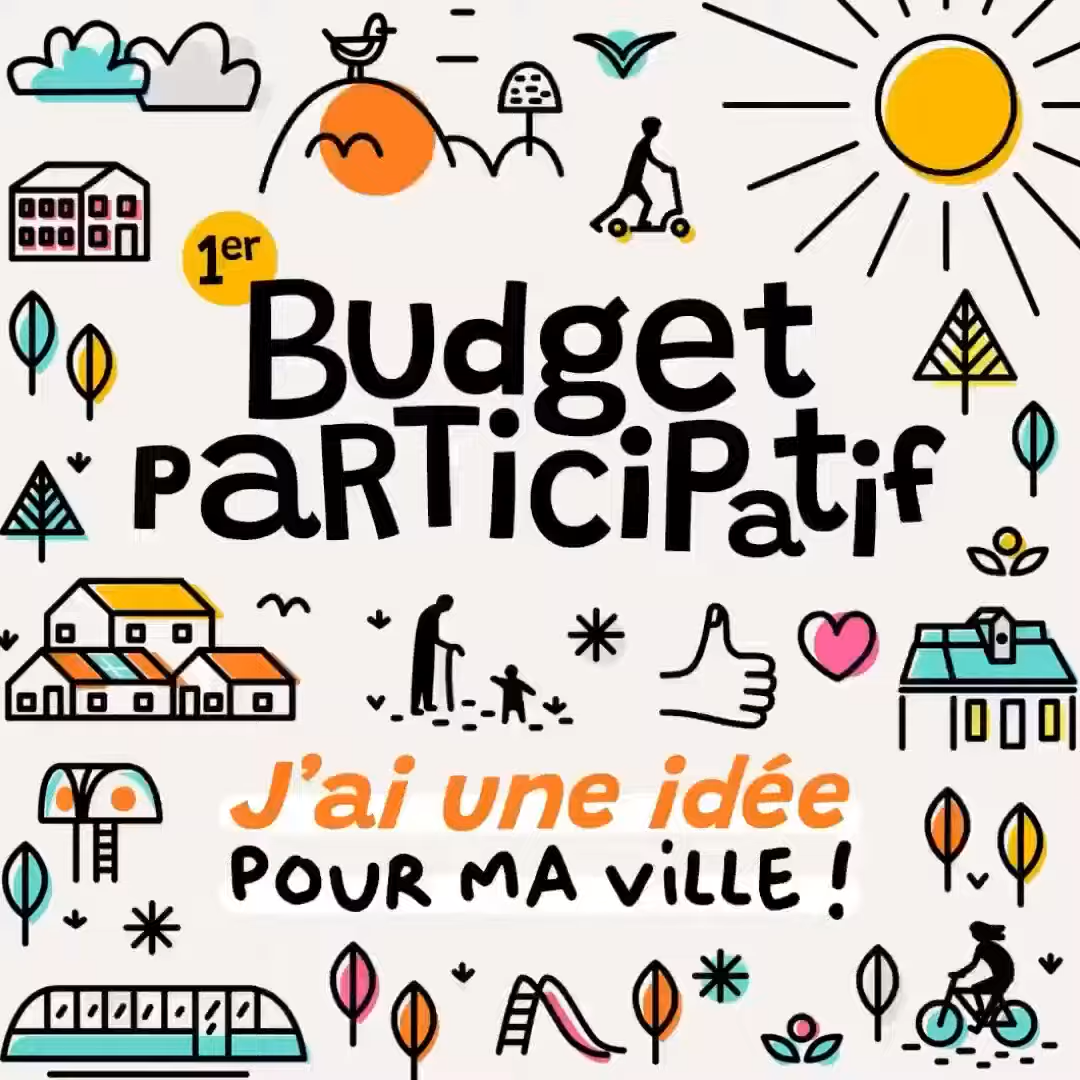 1er
Budget
PaRTiciPatif
J'ai une idée
POUR MA ViLLE !